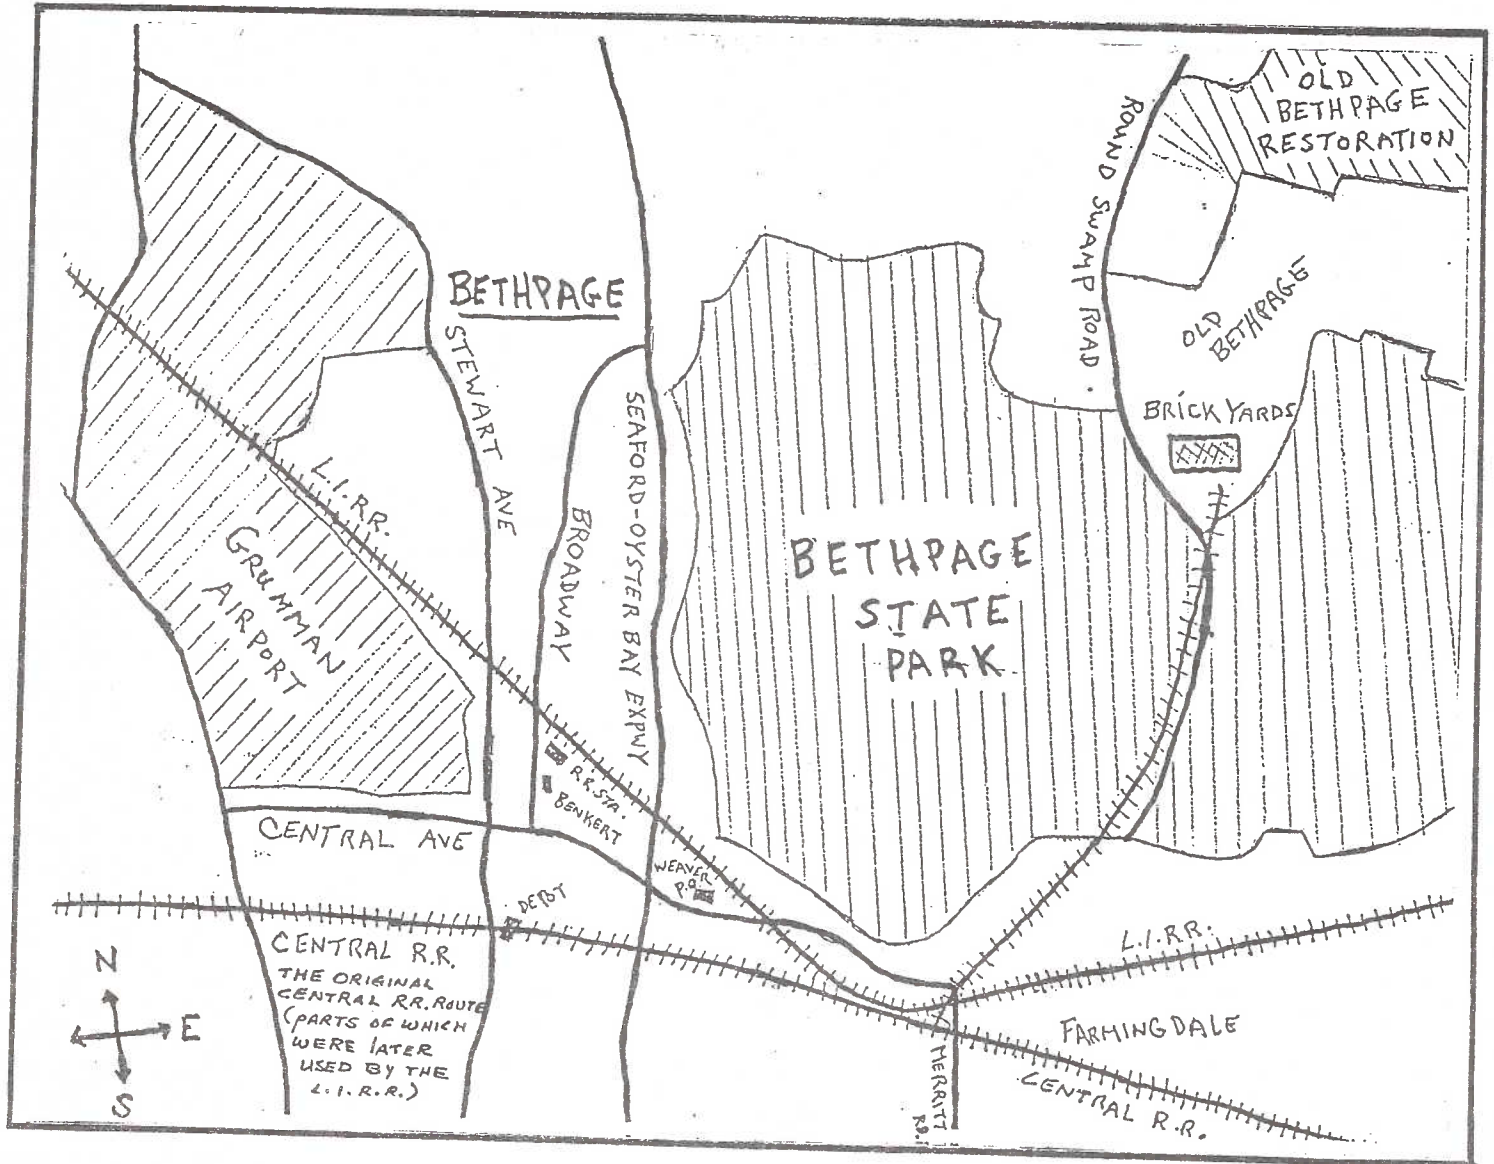 OLD
BETHPAGE
RESTORATION
ROUND SWAMP ROAD.
BETHPAGE
OLD
BETHPAGE
STEWART AVE
SEAFORD-OYSTER BAY EXPWY
BRICK YARDS
L.I.RR.
BROADWAY
GRUMMAN
AIRPORT
BETHPAGE
STATE
PARK
R.R. STA.
BENKERT
CENTRAL AVE
WEAVER
P.O.
DEPOT
CENTRAL R.R.
THE ORIGINAL
CENTRAL RR. ROUTE
(PARTS OF WHICH
WERE LATER
USED BY THE
L.I.R.R.)
L.I.RR.
FARMINGDALE
CENTRAL R.R.
MERRITT
RD.
N
E
S